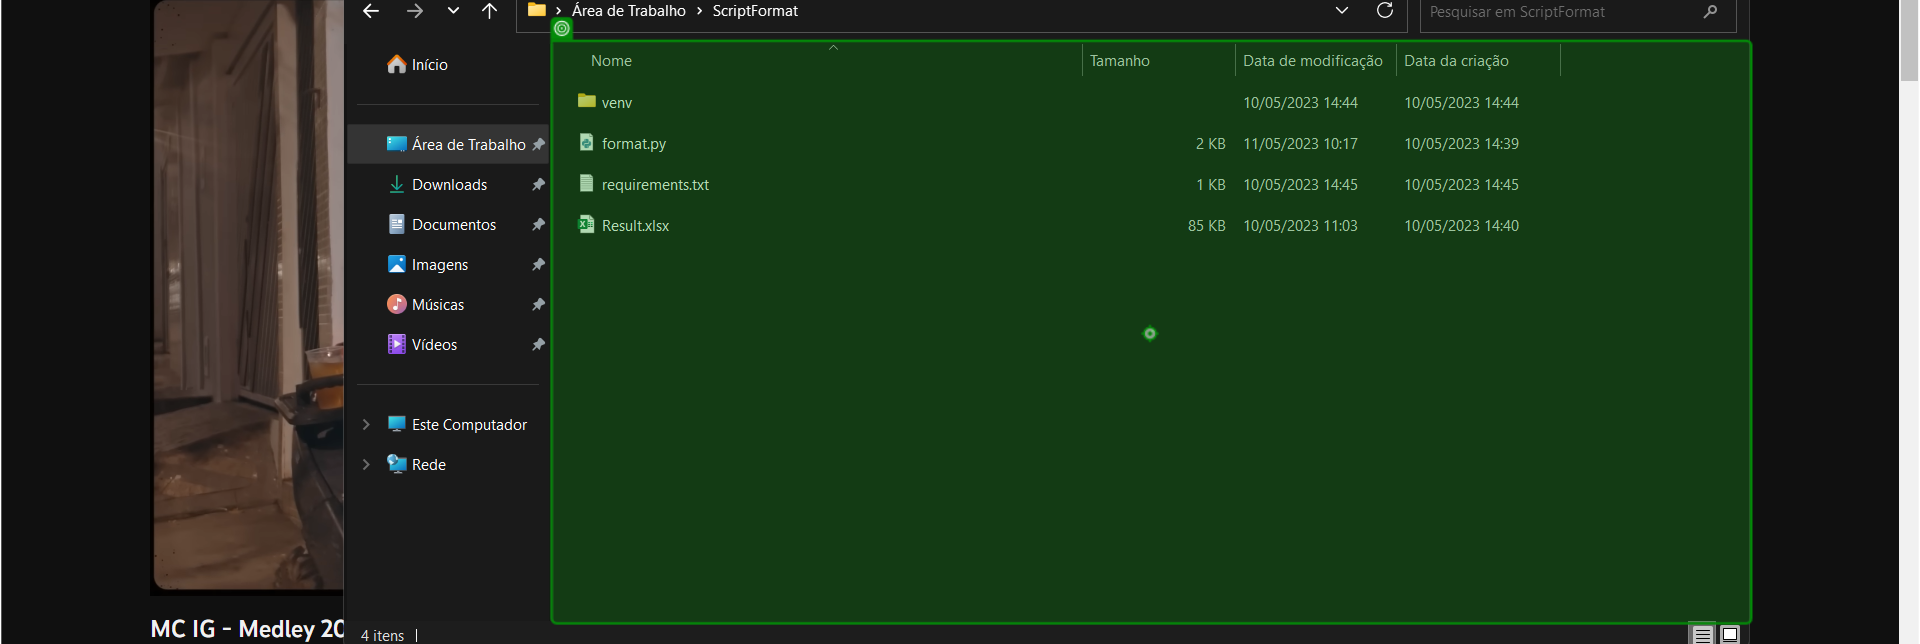 Área de Trabalho ScriptFormat
Pesquisar em ScriptFormat
Início
Área de Trabalho
Downloads
Documentos
Imagens
Músicas
Vídeos
Este Computador
Rede
Nome Tamanho Data de modificação Data da criação
venv 10/05/2023 14:44 10/05/2023 14:44
format.py 2 KB 11/05/2023 10:17 10/05/2023 14:39
requirements.txt 1 KB 10/05/2023 14:45 10/05/2023 14:45
Result.xlsx 85 KB 10/05/2023 11:03 10/05/2023 14:40
MC IG - Medley 20
4 itens